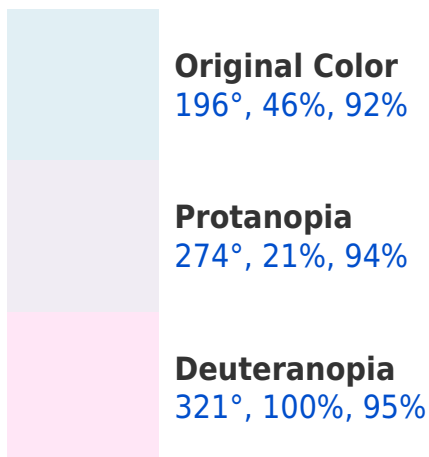 Original Color
196°, 46%, 92%
Protanopia
274°, 21%, 94%
Deuteranopia
321°, 100%, 95%